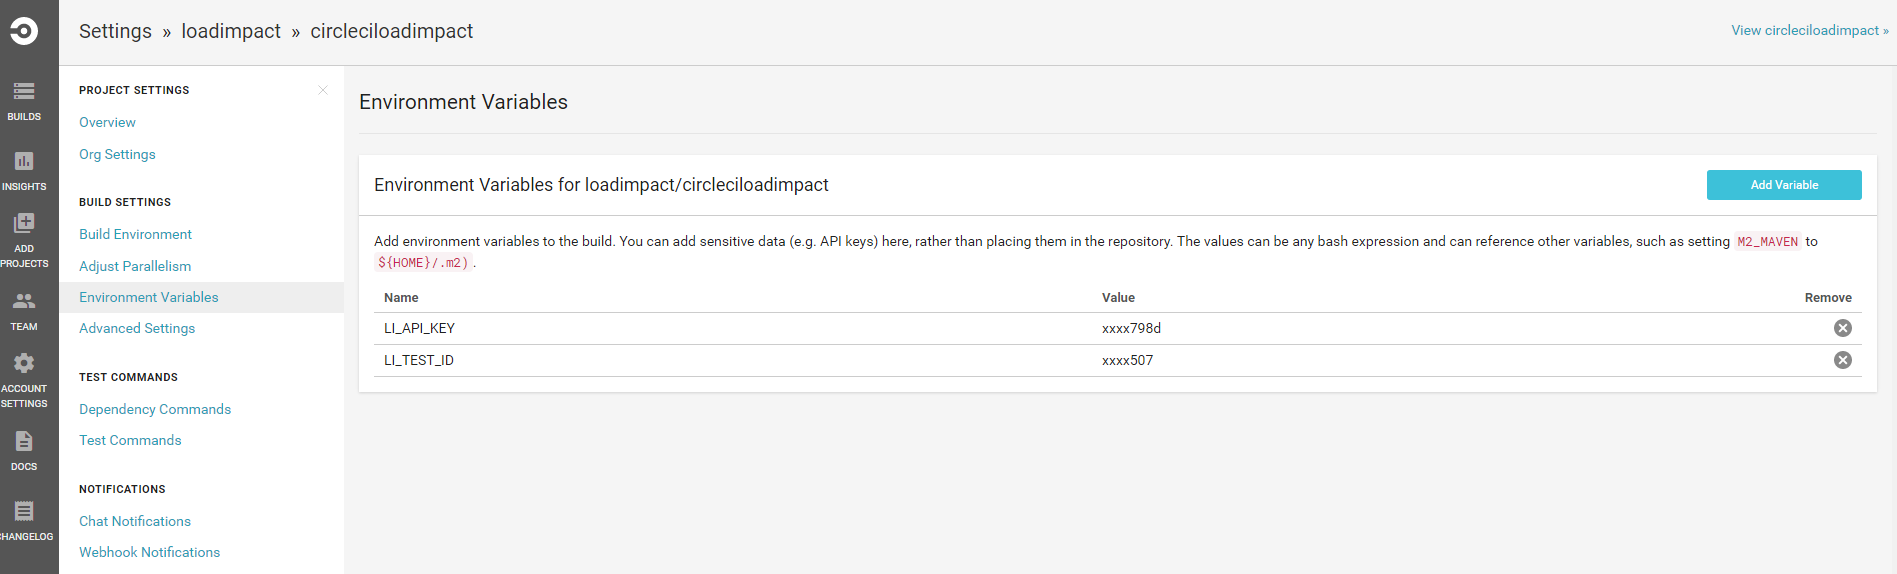 Settings » loadimpact » circleciloadimpact
View circleciloadimpact »
BUILDS
INSIGHTS
ADD
PROJECTS
TEAM
ACCOUNT
SETTINGS
DOCS
CHANGELOG
PROJECT SETTINGS
Overview
Org Settings
BUILD SETTINGS
Build Environment
Adjust Parallelism
Environment Variables
Advanced Settings
TEST COMMANDS
Dependency Commands
Test Commands
NOTIFICATIONS
Chat Notifications
Webhook Notifications
Environment Variables
Environment Variables for loadimpact/circleciloadimpact
Add Variable
Add environment variables to the build. You can add sensitive data (e.g. API keys) here, rather than placing them in the repository. The values can be any bash expression and can reference other variables, such as setting M2_MAVEN to
${HOME}/.m2) .
Name Value Remove
LI_API_KEY xxxx798d
LI_TEST_ID xxxx507